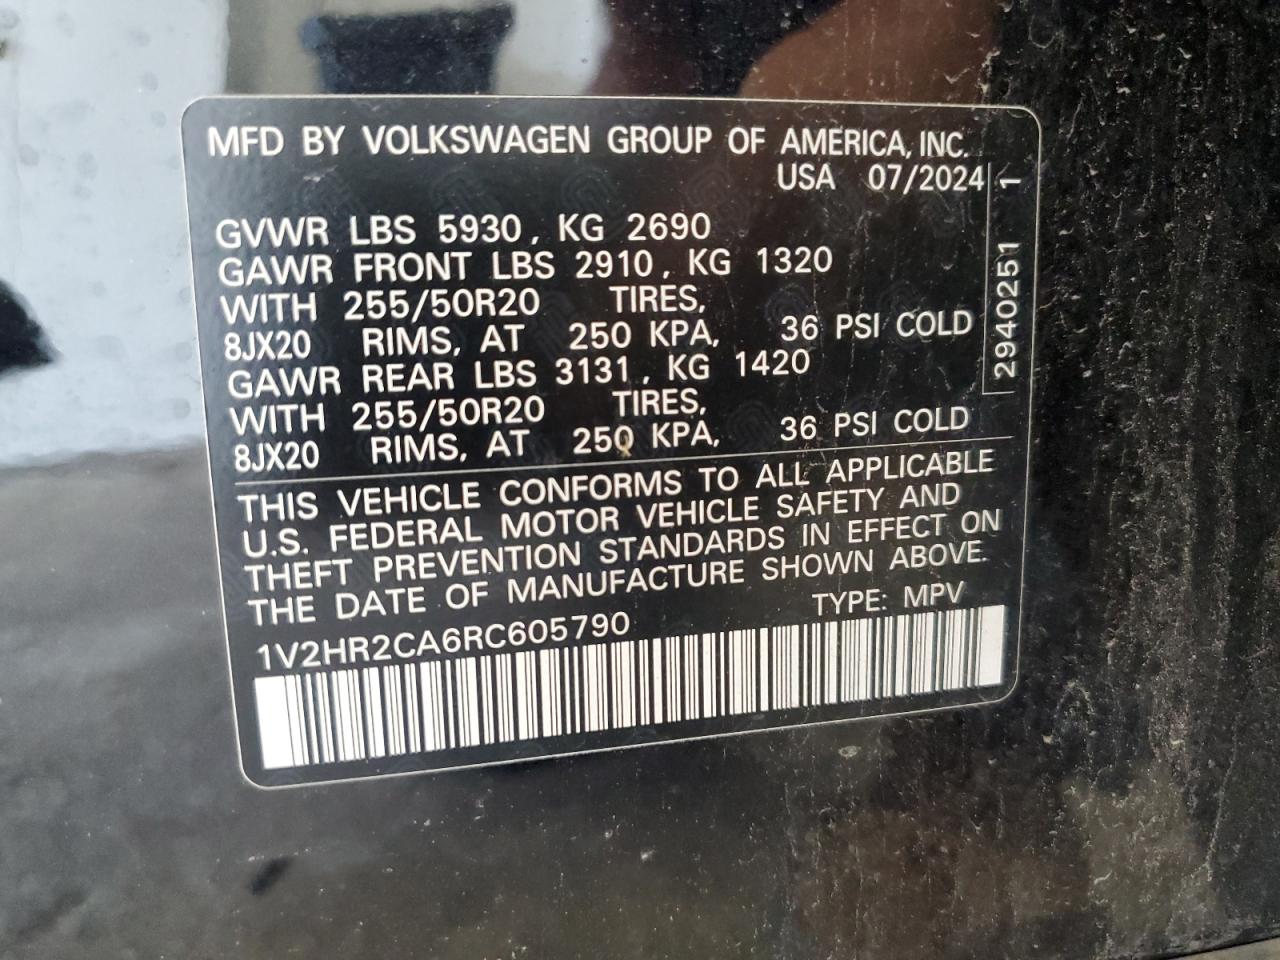 MFD BY VOLKSWAGEN GROUP OF AMERICA, INC.
USA 07/2024
GVWR LBS 5930, KG 2690
GAWR FRONT LBS 2910, KG 1320
WITH 255/50R20 TIRES,
8JX20 RIMS, AT 250 KPA, 36 PSI COLD
GAWR REAR LBS 3131, KG 1420
WITH 255/50R20 TIRES,
8JX20 RIMS, AT 250 KPA, 36 PSI COLD
2940251 1
THIS VEHICLE CONFORMS TO ALL APPLICABLE
U.S. FEDERAL MOTOR VEHICLE SAFETY AND
THEFT PREVENTION STANDARDS IN EFFECT ON
THE DATE OF MANUFACTURE SHOWN ABOVE.
1V2HR2CA6RC605790 TYPE: MPV